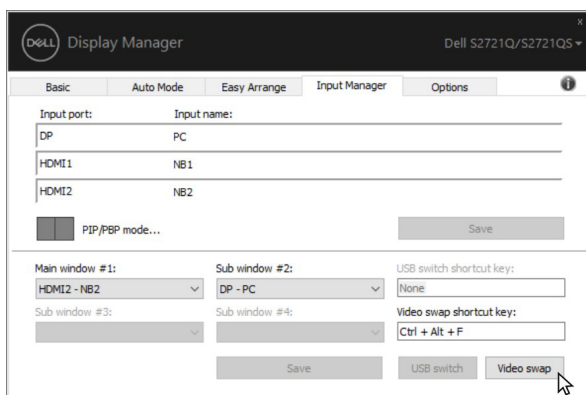 x
DELL Display Manager Dell S2721Q/S2721QS
Basic Auto Mode Easy Arrange Input Manager Options
Input port: Input name:
DP PC
HDMI1 NB1
HDMI2 NB2
PIP/PBP mode... Save
Main window #1: Sub window #2: USB switch shortcut key:
HDMI2 - NB2 DP - PC None
Sub window #3: Sub window #4: Video swap shortcut key:
Ctrl + Alt + F
Save USB switch Video swap